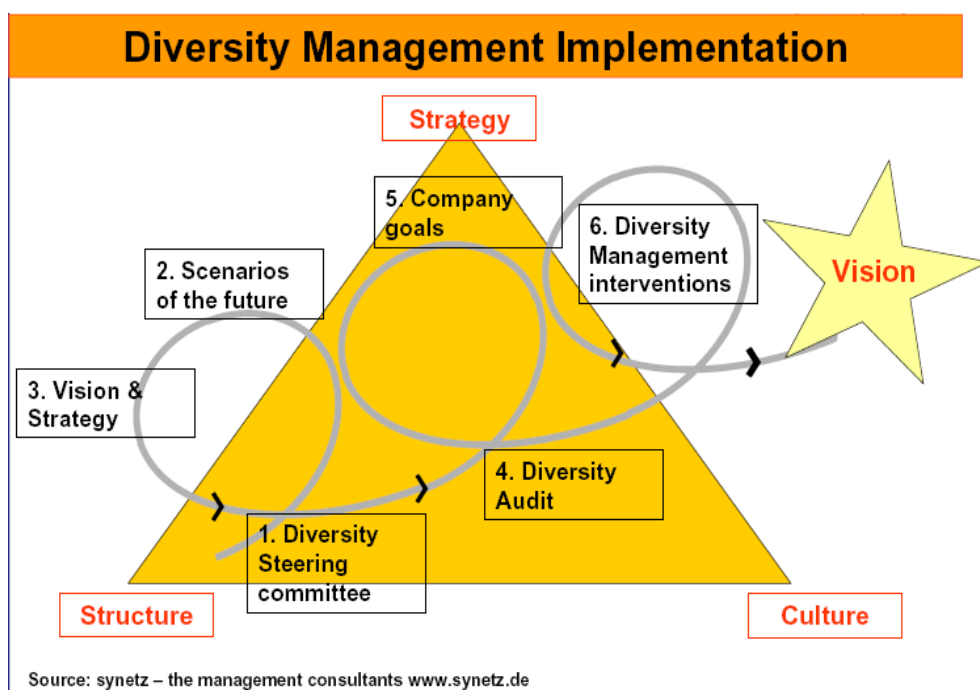 Diversity Management Implementation
Strategy
5. Company
goals
6. Diversity
Management
interventions
Vision
2. Scenarios
of the future
3. Vision &
Strategy
4. Diversity
Audit
1. Diversity
Steering
committee
Structure
Culture
Source: synetz – the management consultants www.synetz.de